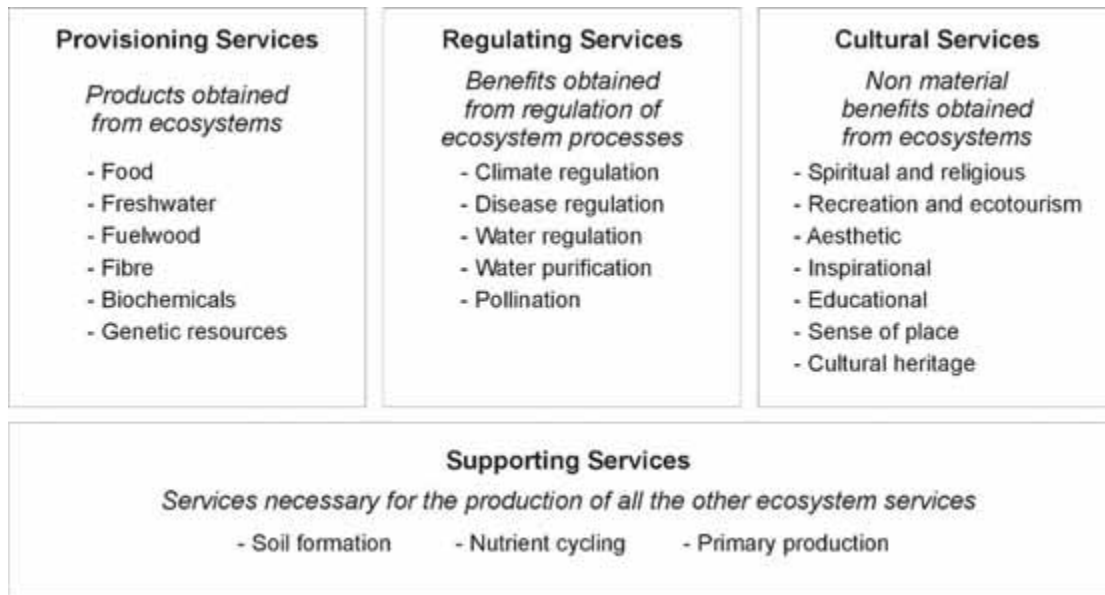 Provisioning Services
Products obtained
from ecosystems
- Food
- Freshwater
- Fuelwood
- Fibre
- Biochemicals
- Genetic resources
Regulating Services
Benefits obtained
from regulation of
ecosystem processes
- Climate regulation
- Disease regulation
- Water regulation
- Water purification
- Pollination
Cultural Services
Non material
benefits obtained
from ecosystems
- Spiritual and religious
- Recreation and ecotourism
- Aesthetic
- Inspirational
- Educational
- Sense of place
- Cultural heritage
Supporting Services
Services necessary for the production of all the other ecosystem services
- Soil formation - Nutrient cycling - Primary production